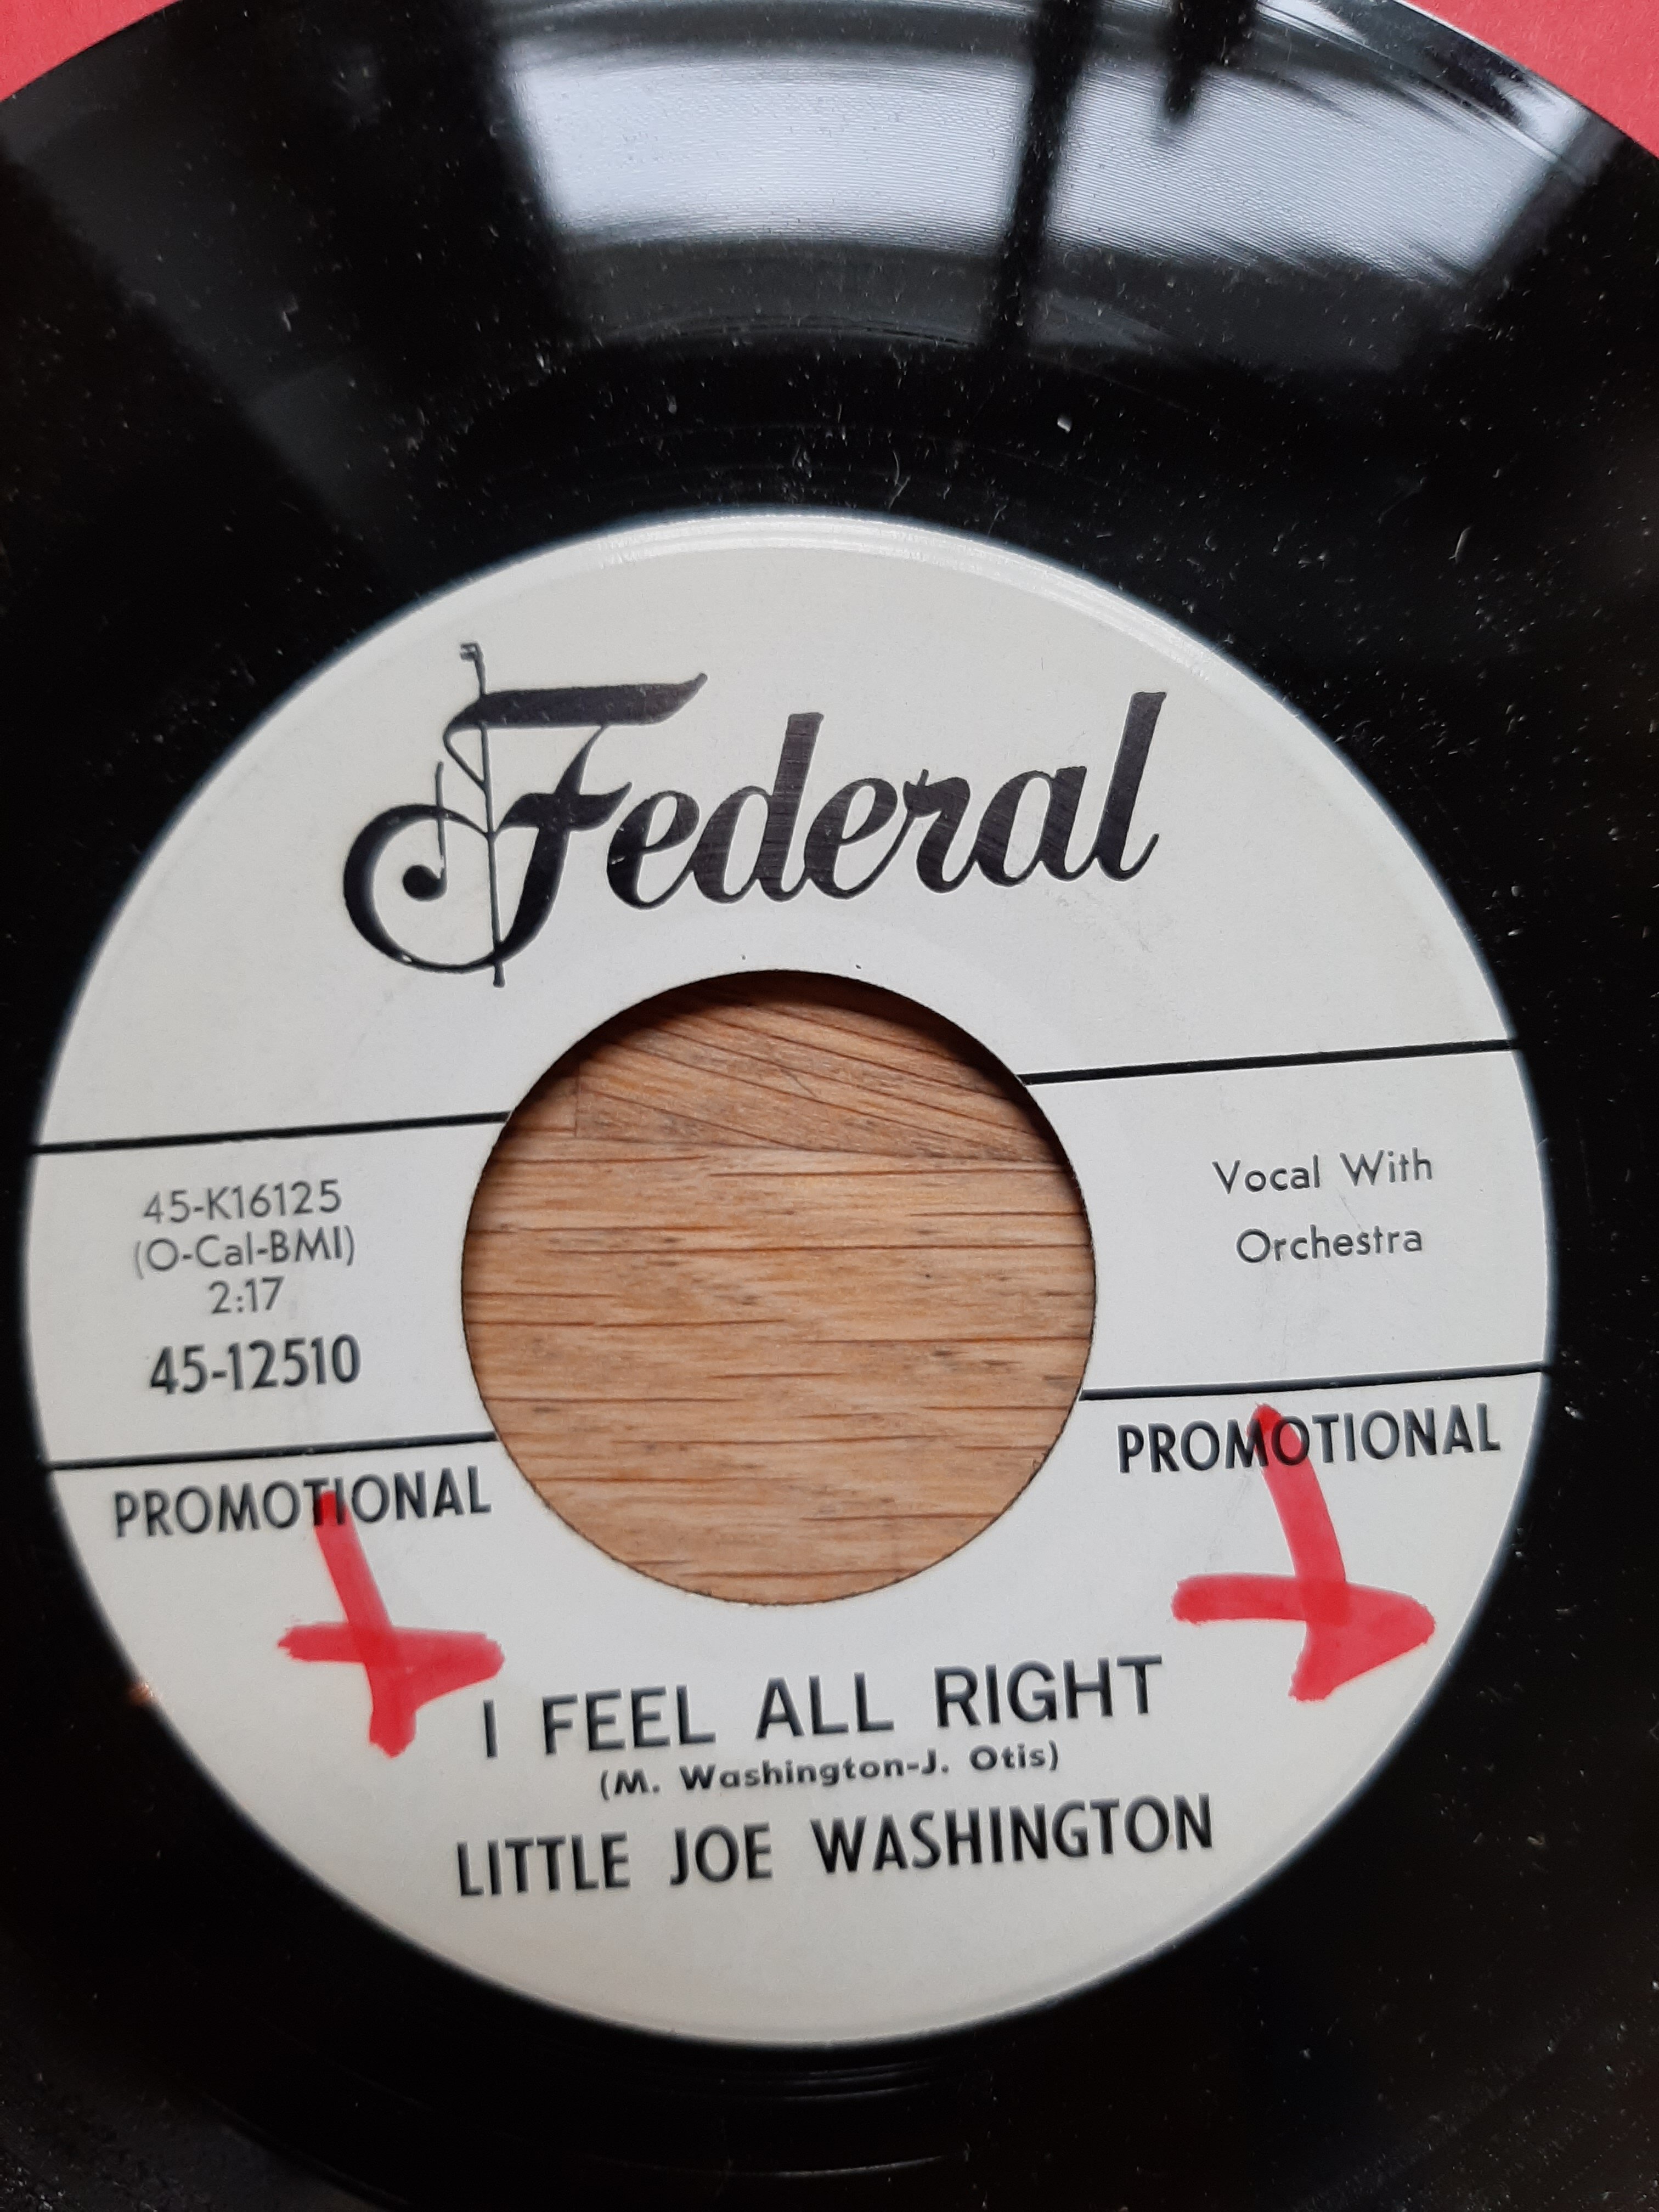 Federal
45-K16125
(O-Cal-BMI)
2:17
45-12510
Vocal With
Orchestra
PROMOTIONAL
PROMOTIONAL
I FEEL ALL RIGHT
(M. Washington-J. Otis)
LITTLE JOE WASHINGTON